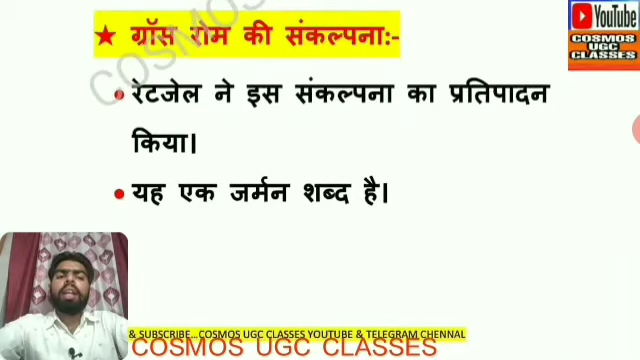 YouTube
COSMOS
UGC
CLASSES
★ ग्रॉस रोम की संकल्पना:-
• रेटजेल ने इस संकल्पना का प्रतिपादन
किया।
• यह एक जर्मन शब्द है।
& SUBSCRIBE...COSMOS UGC CLASSES YOUTUBE & TELEGRAM CHENNAL
COSMOS UGC CLASSES